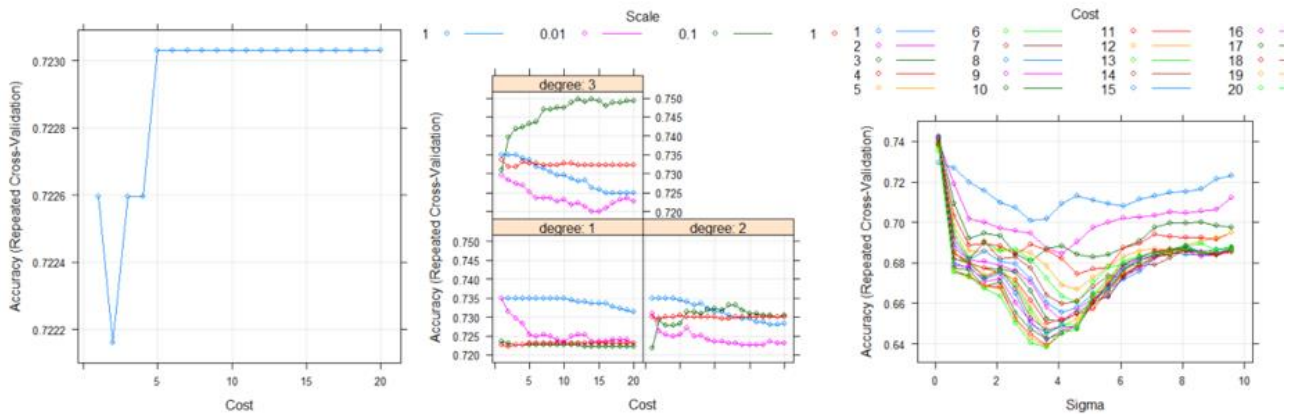 0.7230
0.7228
0.7226
0.7224
0.7222
5 10 15 20
Cost
Accuracy (Repeated Cross-Validation)
Scale
1 0.01 0.1 1
degree: 3
0.750
0.745
0.740
0.735
0.730
0.725
0.720
degree: 1 degree: 2
0.750
0.745
0.740
0.735
0.730
0.725
0.720
5 10 15 20
Cost
Accuracy (Repeated Cross-Validation)
Cost
1 6 11 16
2 7 12 17
3 8 13 18
4 9 14 19
5 10 15 20
0.74
0.72
0.70
0.68
0.66
0.64
0 2 4 6 8 10
Sigma
Accuracy (Repeated Cross-Validation)